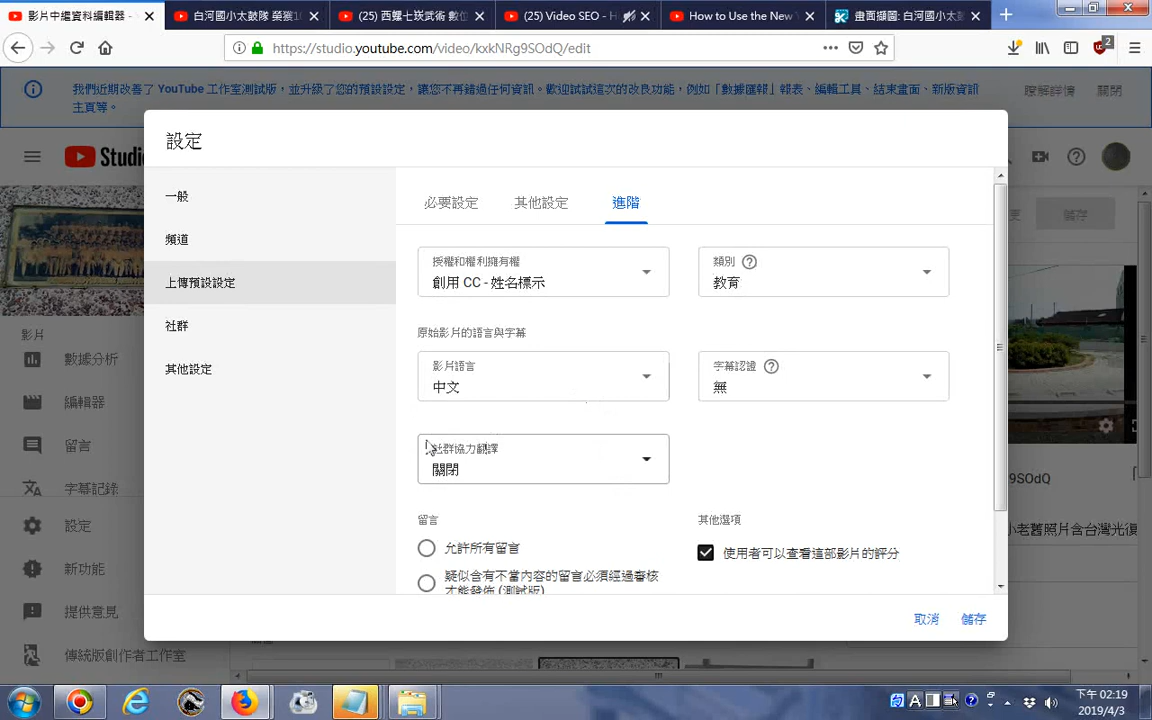 影片中繼資料編輯器 -
白河國小太鼓隊 榮獲1
(25) 西螺七崁武術 數位
(25) Video SEO - H
How to Use the New Y
畫面擷圖: 白河國小太鼓
https://studio.youtube.com/video/kxkNRg9SOdQ/edit
2
我們近期改善了 YouTube 工作室測試版，並升級了您的預設設定，讓您不再錯過任何資訊。歡迎試試這次的改良功能，例如「數據匯報」報表、編輯工具、結束畫面、新版資訊
主頁等。
瞭解詳情
關閉
Studio
設定
一般
頻道
上傳預設設定
社群
其他設定
必要設定
其他設定
進階
授權和權利擁有權
創用 CC - 姓名標示
類別
教育
原始影片的語言與字幕
影片語言
中文
字幕認證
無
社群協力翻譯
關閉
留言
允許所有留言
疑似含有不當內容的留言必須經過審核
才能發佈 (測試版)
其他選項
使用者可以查看這部影片的評分
取消
儲存
更
儲存
影片
數據分析
編輯器
留言
字幕記錄
設定
新功能
提供意見
傳統版創作者工作室
9SOdQ
小老舊照片含台灣光復
下午 02:19
2019/4/3